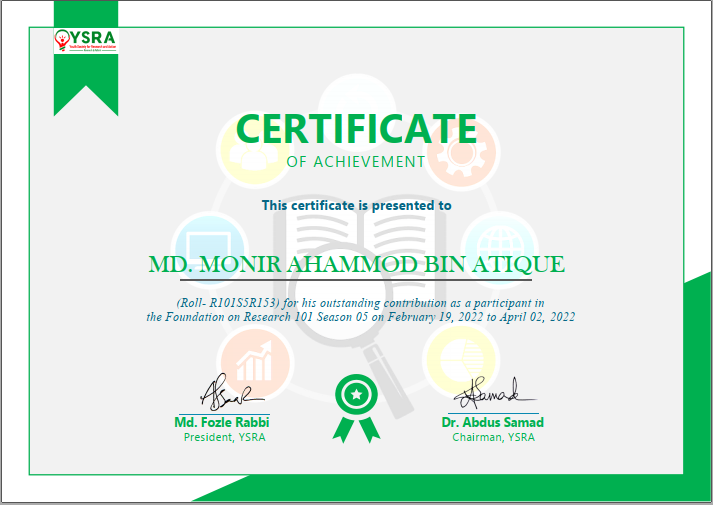 YSRA
Youth Society for Research and Action
CERTIFICATE
OF ACHIEVEMENT
This certificate is presented to
MD. MONIR AHAMMOD BIN ATIQUE
(Roll- R101S5R153) for his outstanding contribution as a participant in
the Foundation on Research 101 Season 05 on February 19, 2022 to April 02, 2022
Samad
Md. Fozle Rabbi
Dr. Abdus Samad
President, YSRA
Chairman, YSRA